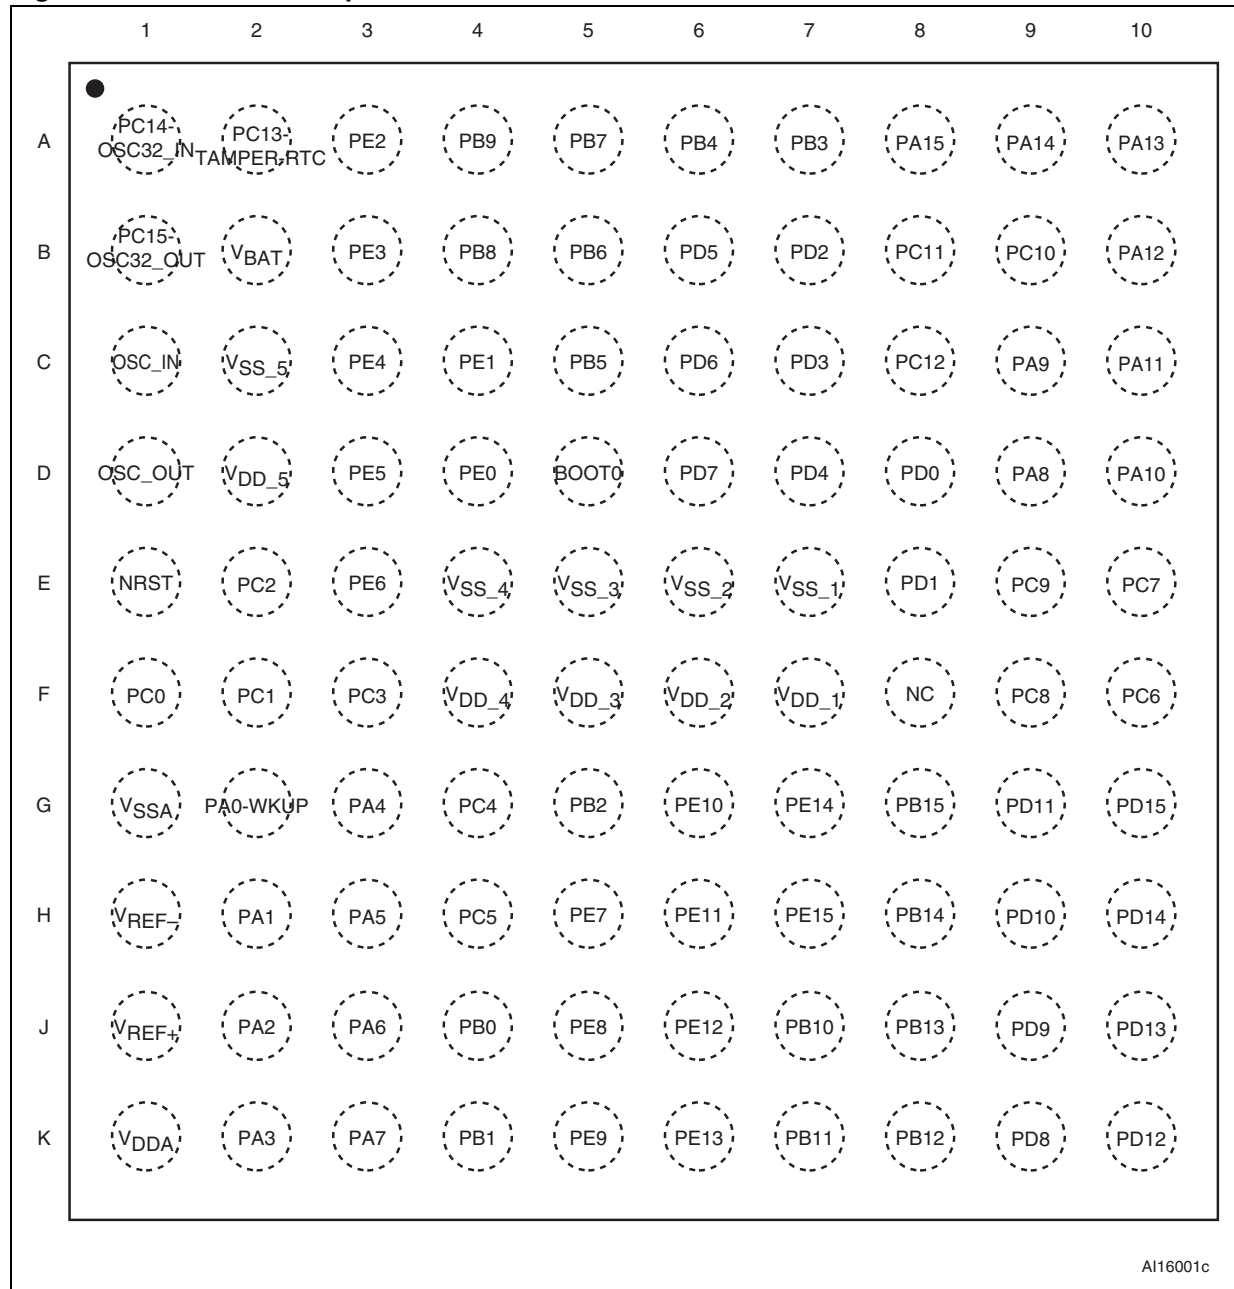 1 2 3 4 5 6 7 8 9 10
A PC14-OSC32_IN PC13-TAMPER-RTC PE2 PB9 PB7 PB4 PB3 PA15 PA14 PA13
B PC15-OSC32_OUT VBAT PE3 PB8 PB6 PD5 PD2 PC11 PC10 PA12
C OSC_IN VSS_5 PE4 PE1 PB5 PD6 PD3 PC12 PA9 PA11
D OSC_OUT VDD_5 PE5 PE0 BOOT0 PD7 PD4 PD0 PA8 PA10
E NRST PC2 PE6 VSS_4 VSS_3 VSS_2 VSS_1 PD1 PC9 PC7
F PC0 PC1 PC3 VDD_4 VDD_3 VDD_2 VDD_1 NC PC8 PC6
G VSSA PA0-WKUP PA4 PC4 PB2 PE10 PE14 PB15 PD11 PD15
H VREF– PA1 PA5 PC5 PE7 PE11 PE15 PB14 PD10 PD14
J VREF+ PA2 PA6 PB0 PE8 PE12 PB10 PB13 PD9 PD13
K VDDA PA3 PA7 PB1 PE9 PE13 PB11 PB12 PD8 PD12
AI16001c